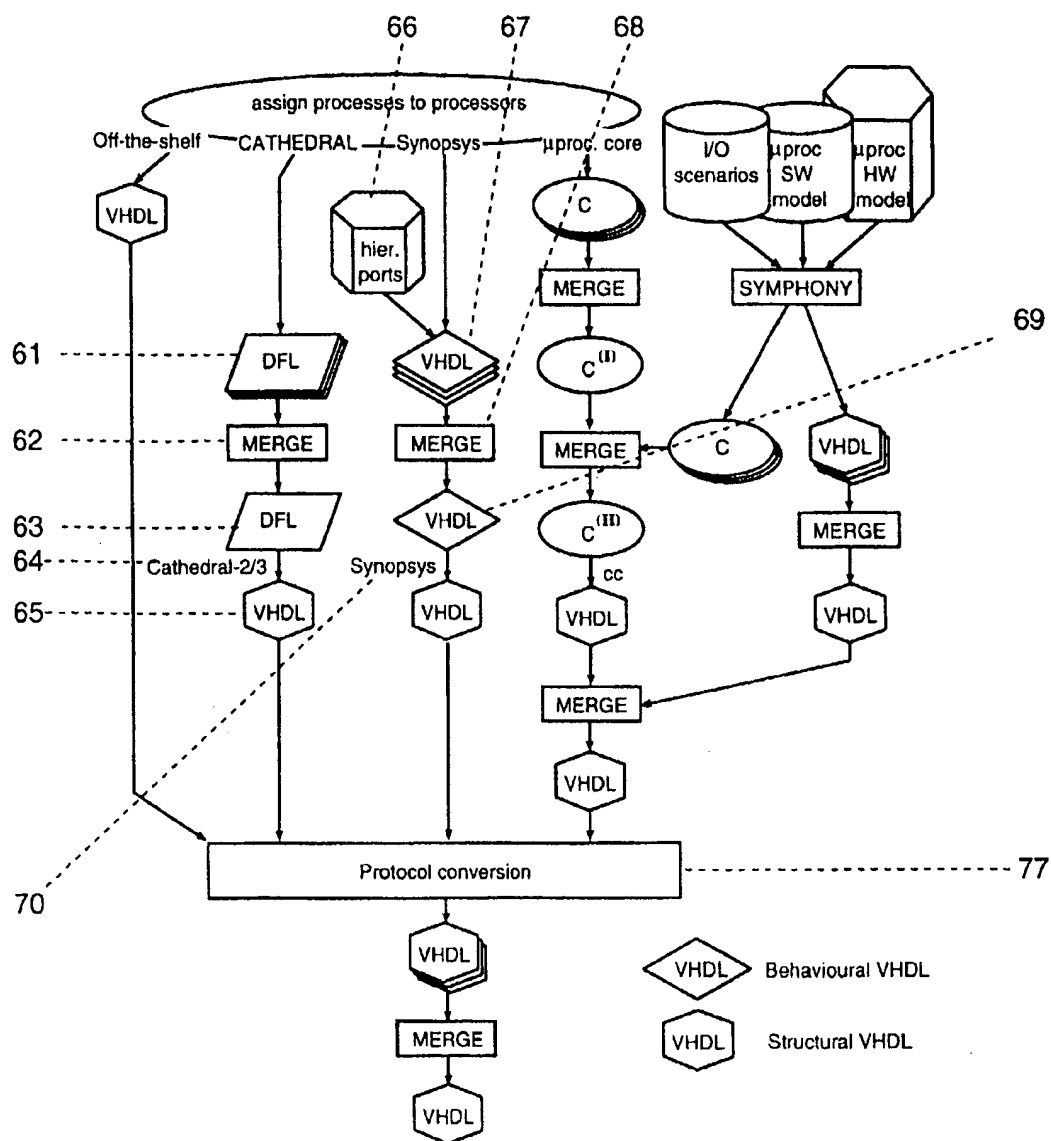 66
67
68
assign processes to processors
Off-the-shelf
CATHEDRAL
Synopsys
μproc. core
I/O
scenarios
μproc
SW
model
μproc
HW
model
VHDL
C
hier.
ports
MERGE
SYMPHONY
69
61
DFL
VHDL
C(I)
62
MERGE
MERGE
MERGE
C
VHDL
63
DFL
VHDL
C(II)
MERGE
64
Cathedral-2/3
Synopsys
cc
65
VHDL
VHDL
VHDL
VHDL
MERGE
VHDL
Protocol conversion
77
70
VHDL
VHDL
Behavioural VHDL
MERGE
VHDL
Structural VHDL
VHDL